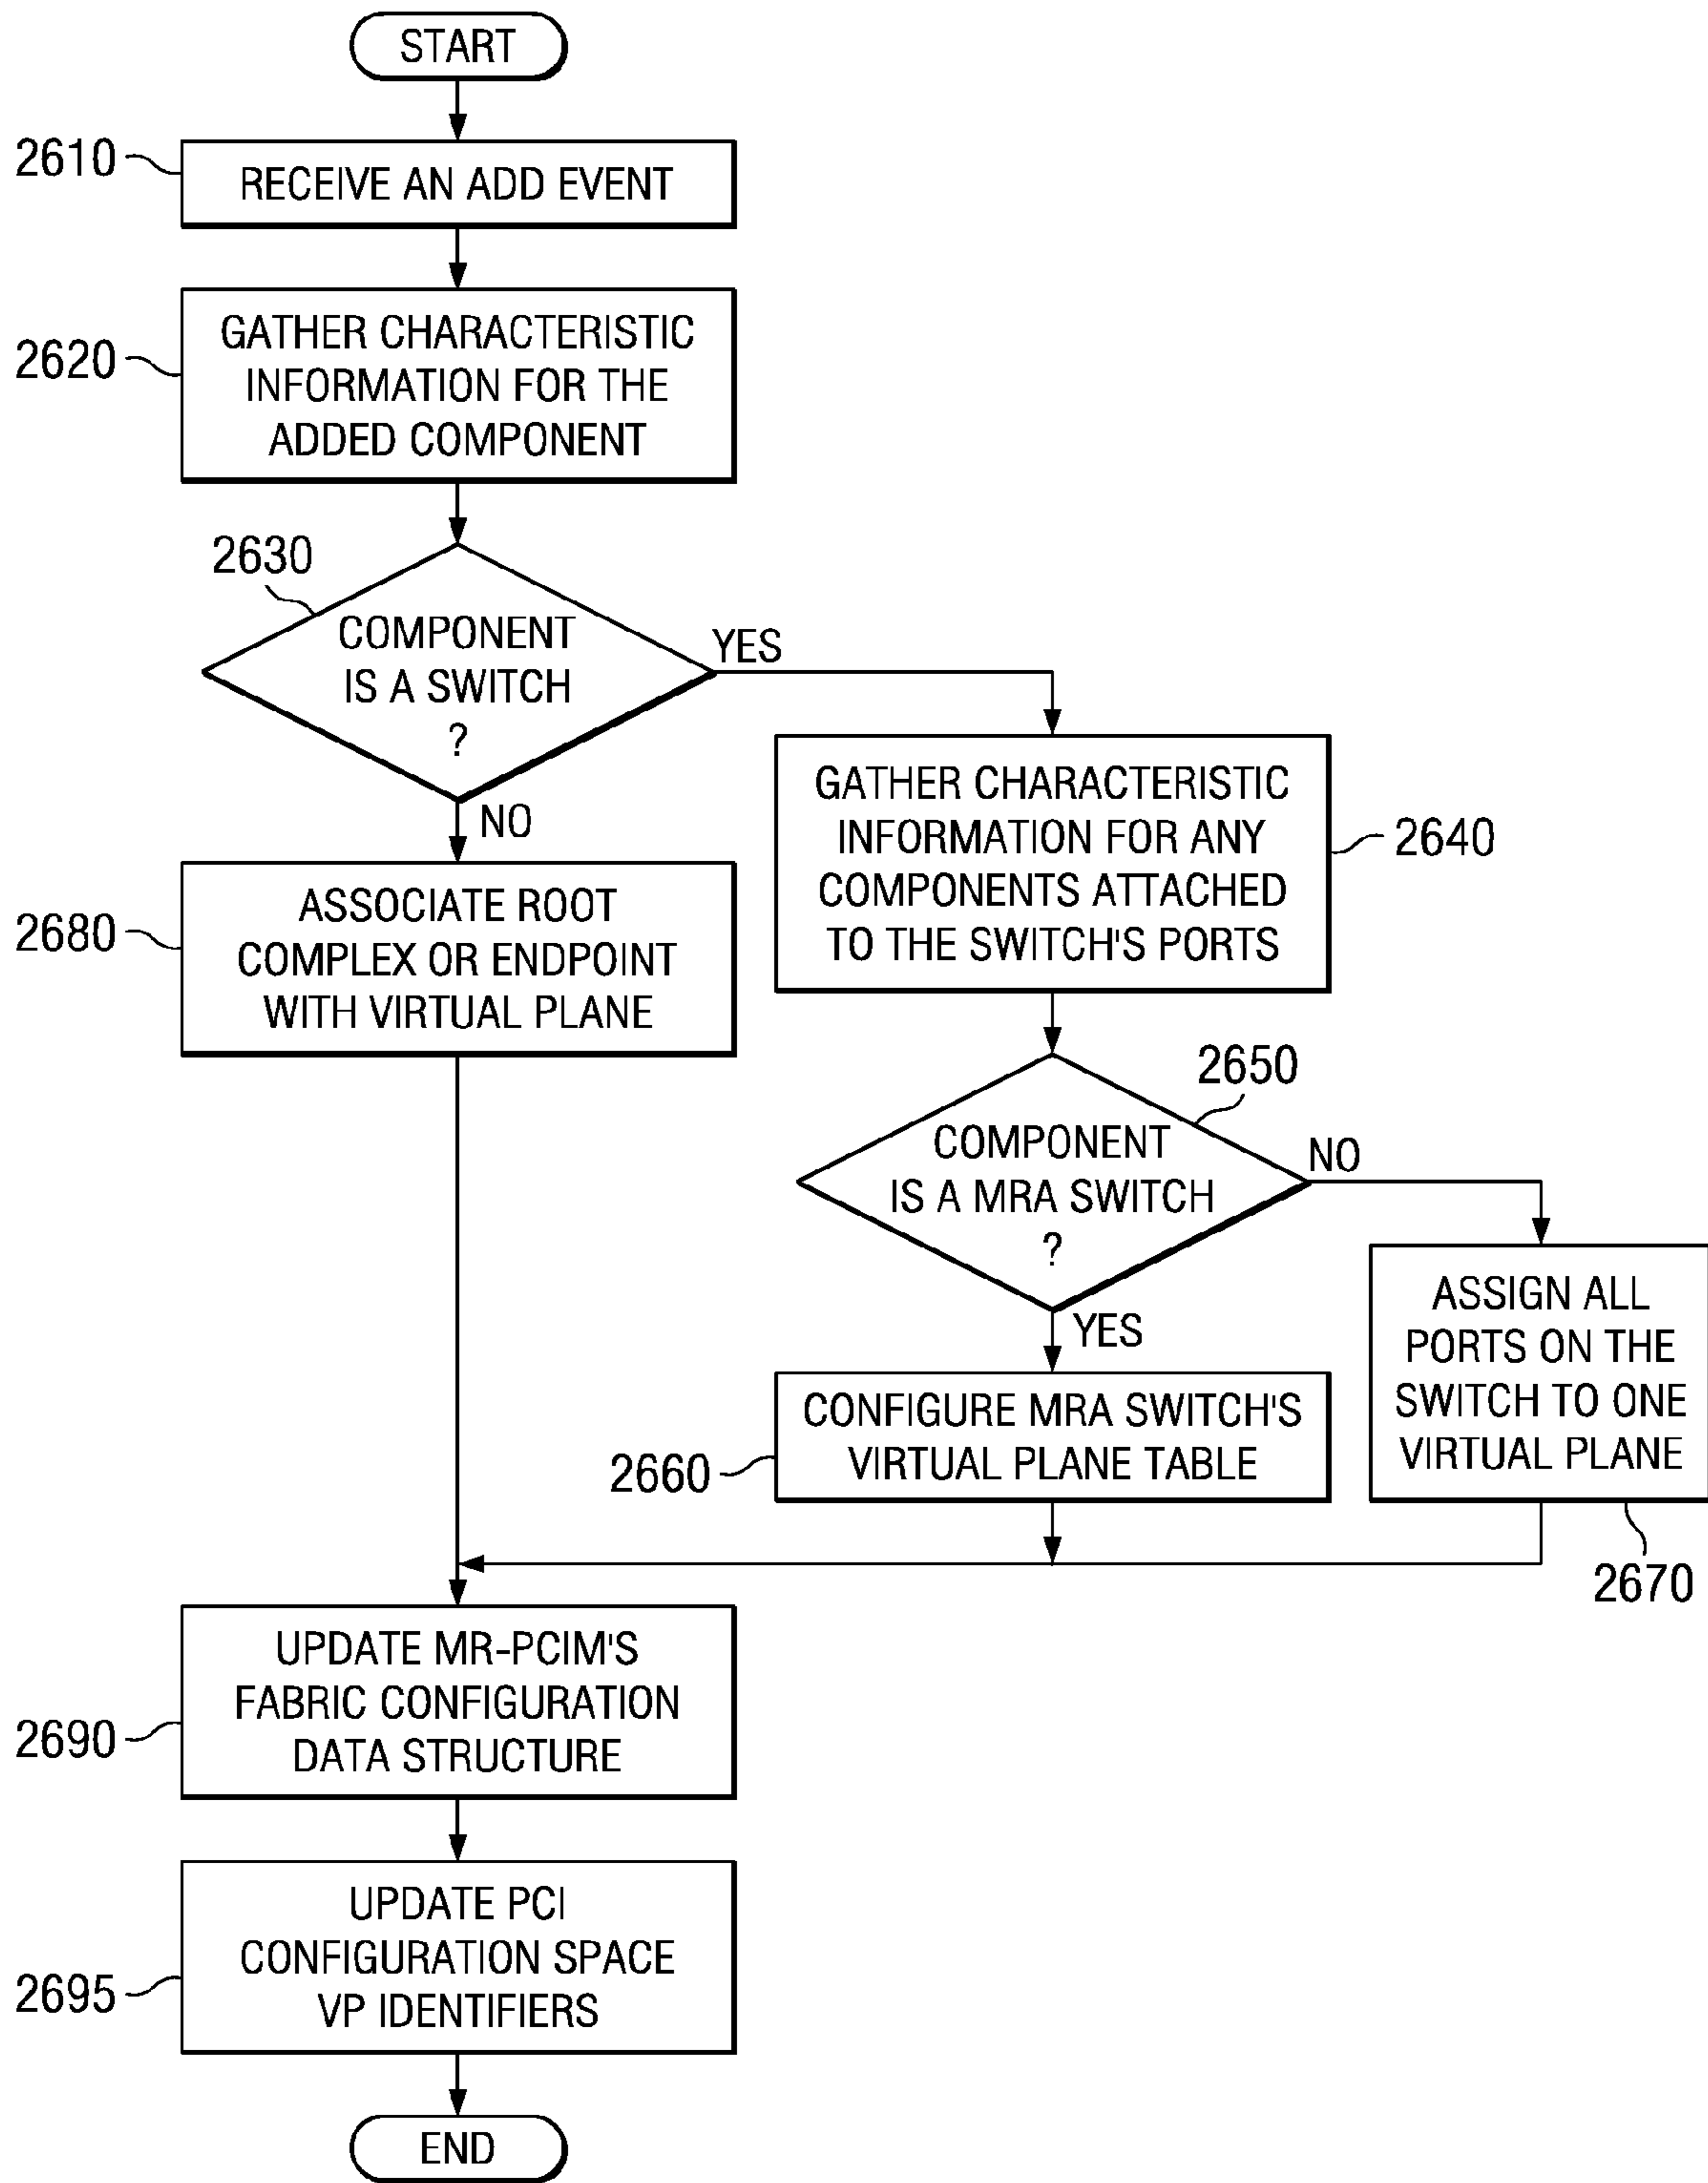 START
2610
RECEIVE AN ADD EVENT
2620
GATHER CHARACTERISTIC
INFORMATION FOR THE
ADDED COMPONENT
2630
COMPONENT
IS A SWITCH
?
YES
NO
2640
GATHER CHARACTERISTIC
INFORMATION FOR ANY
COMPONENTS ATTACHED
TO THE SWITCH'S PORTS
2680
ASSOCIATE ROOT
COMPLEX OR ENDPOINT
WITH VIRTUAL PLANE
2650
COMPONENT
IS A MRA SWITCH
?
NO
YES
2660
CONFIGURE MRA SWITCH'S
VIRTUAL PLANE TABLE
ASSIGN ALL
PORTS ON THE
SWITCH TO ONE
VIRTUAL PLANE
2670
2690
UPDATE MR-PCIM'S
FABRIC CONFIGURATION
DATA STRUCTURE
2695
UPDATE PCI
CONFIGURATION SPACE
VP IDENTIFIERS
END